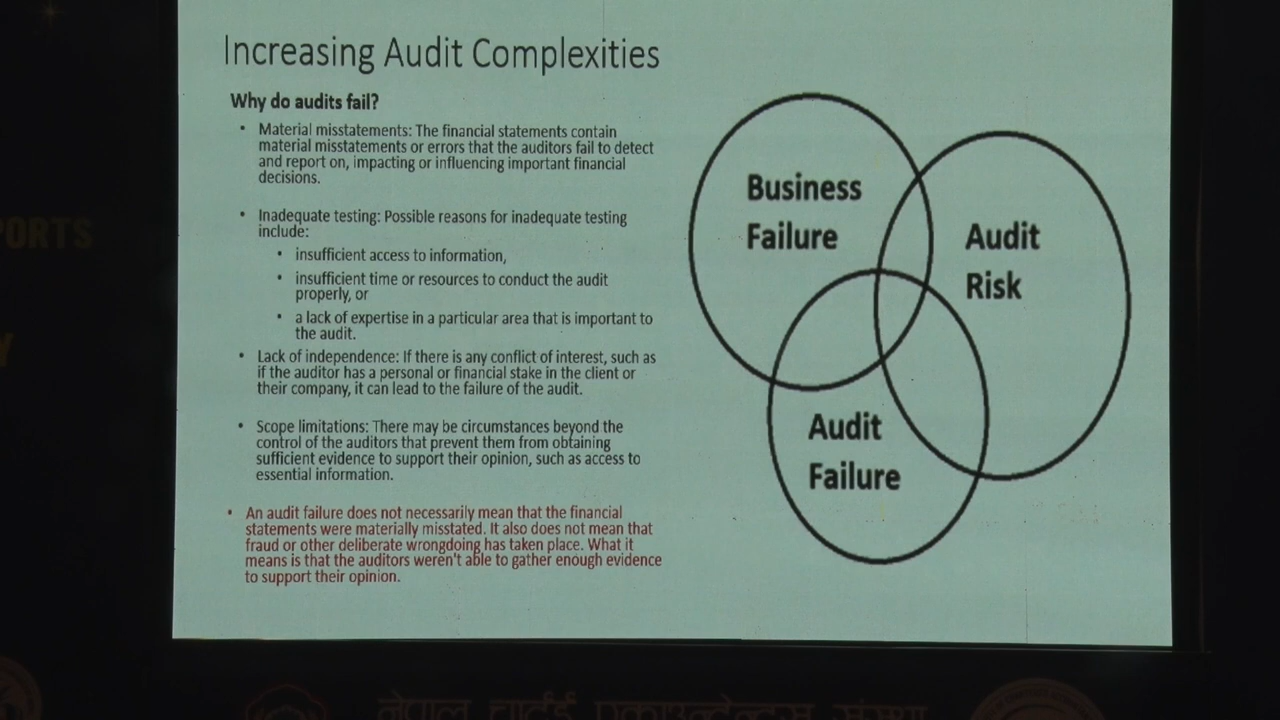 Increasing Audit Complexities
Why do audits fail?
• Material misstatements: The financial statements contain
material misstatements or errors that the auditors fail to detect
and report on, impacting or influencing important financial
decisions.
• Inadequate testing: Possible reasons for inadequate testing
include:
• insufficient access to information,
• insufficient time or resources to conduct the audit
properly, or
• a lack of expertise in a particular area that is important to
the audit.
• Lack of independence: If there is any conflict of interest, such as
if the auditor has a personal or financial stake in the client or
their company, it can lead to the failure of the audit.
• Scope limitations: There may be circumstances beyond the
control of the auditors that prevent them from obtaining
sufficient evidence to support their opinion, such as access to
essential information.
• An audit failure does not necessarily mean that the financial
statements were materially misstated. It also does not mean that
fraud or other deliberate wrongdoing has taken place. What it
means is that the auditors weren't able to gather enough evidence
to support their opinion.
Business
Failure
Audit
Risk
Audit
Failure
PORTS
Y
नेपाल चार्टर्ड एकाउन्टेन्ट्स संस्था